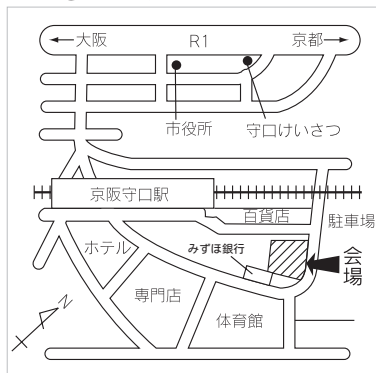 大阪 R1 京都
市役所
守口けいさつ
京阪守口駅
百貨店
駐車場
ホテル
みずほ銀行
会場
専門店
体育館
N